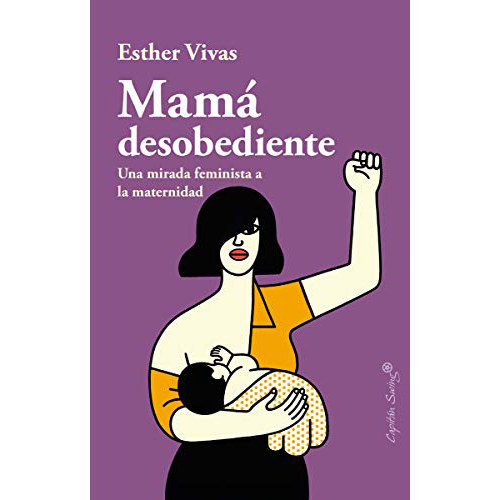 Esther Vivas
Mamá
desobediente
Una mirada feminista a
la maternidad
Capitán Swing